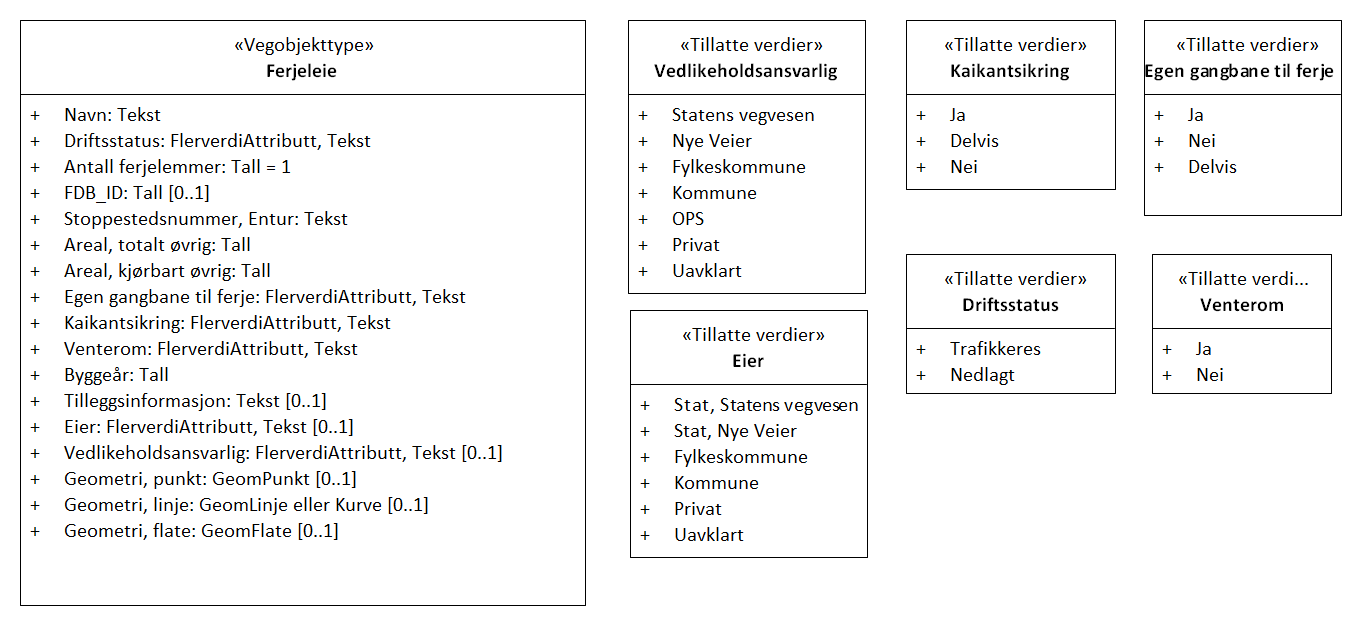 «Vegobjekttype»
Ferjeleie
+ Navn: Tekst
+ Driftsstatus: FlerverdiAttributt, Tekst
+ Antall ferjelemmer: Tall = 1
+ FDB_ID: Tall [0..1]
+ Stoppestedsnummer, Entur: Tekst
+ Areal, totalt øvrig: Tall
+ Areal, kjørbart øvrig: Tall
+ Egen gangbane til ferje: FlerverdiAttributt, Tekst
+ Kaikantsikring: FlerverdiAttributt, Tekst
+ Venterom: FlerverdiAttributt, Tekst
+ Byggeår: Tall
+ Tilleggsinformasjon: Tekst [0..1]
+ Eier: FlerverdiAttributt, Tekst [0..1]
+ Vedlikeholdsansvarlig: FlerverdiAttributt, Tekst [0..1]
+ Geometri, punkt: GeomPunkt [0..1]
+ Geometri, linje: GeomLinje eller Kurve [0..1]
+ Geometri, flate: GeomFlate [0..1]
«Tillatte verdier»
Vedlikeholdsansvarlig
+ Statens vegvesen
+ Nye Veier
+ Fylkeskommune
+ Kommune
+ OPS
+ Privat
+ Uavklart
«Tillatte verdier»
Eier
+ Stat, Statens vegvesen
+ Stat, Nye Veier
+ Fylkeskommune
+ Kommune
+ Privat
+ Uavklart
«Tillatte verdier»
Kaikantsikring
+ Ja
+ Delvis
+ Nei
«Tillatte verdier»
Egen gangbane til ferje
+ Ja
+ Nei
+ Delvis
«Tillatte verdier»
Driftsstatus
+ Trafikkeres
+ Nedlagt
«Tillatte verdi...
Venterom
+ Ja
+ Nei